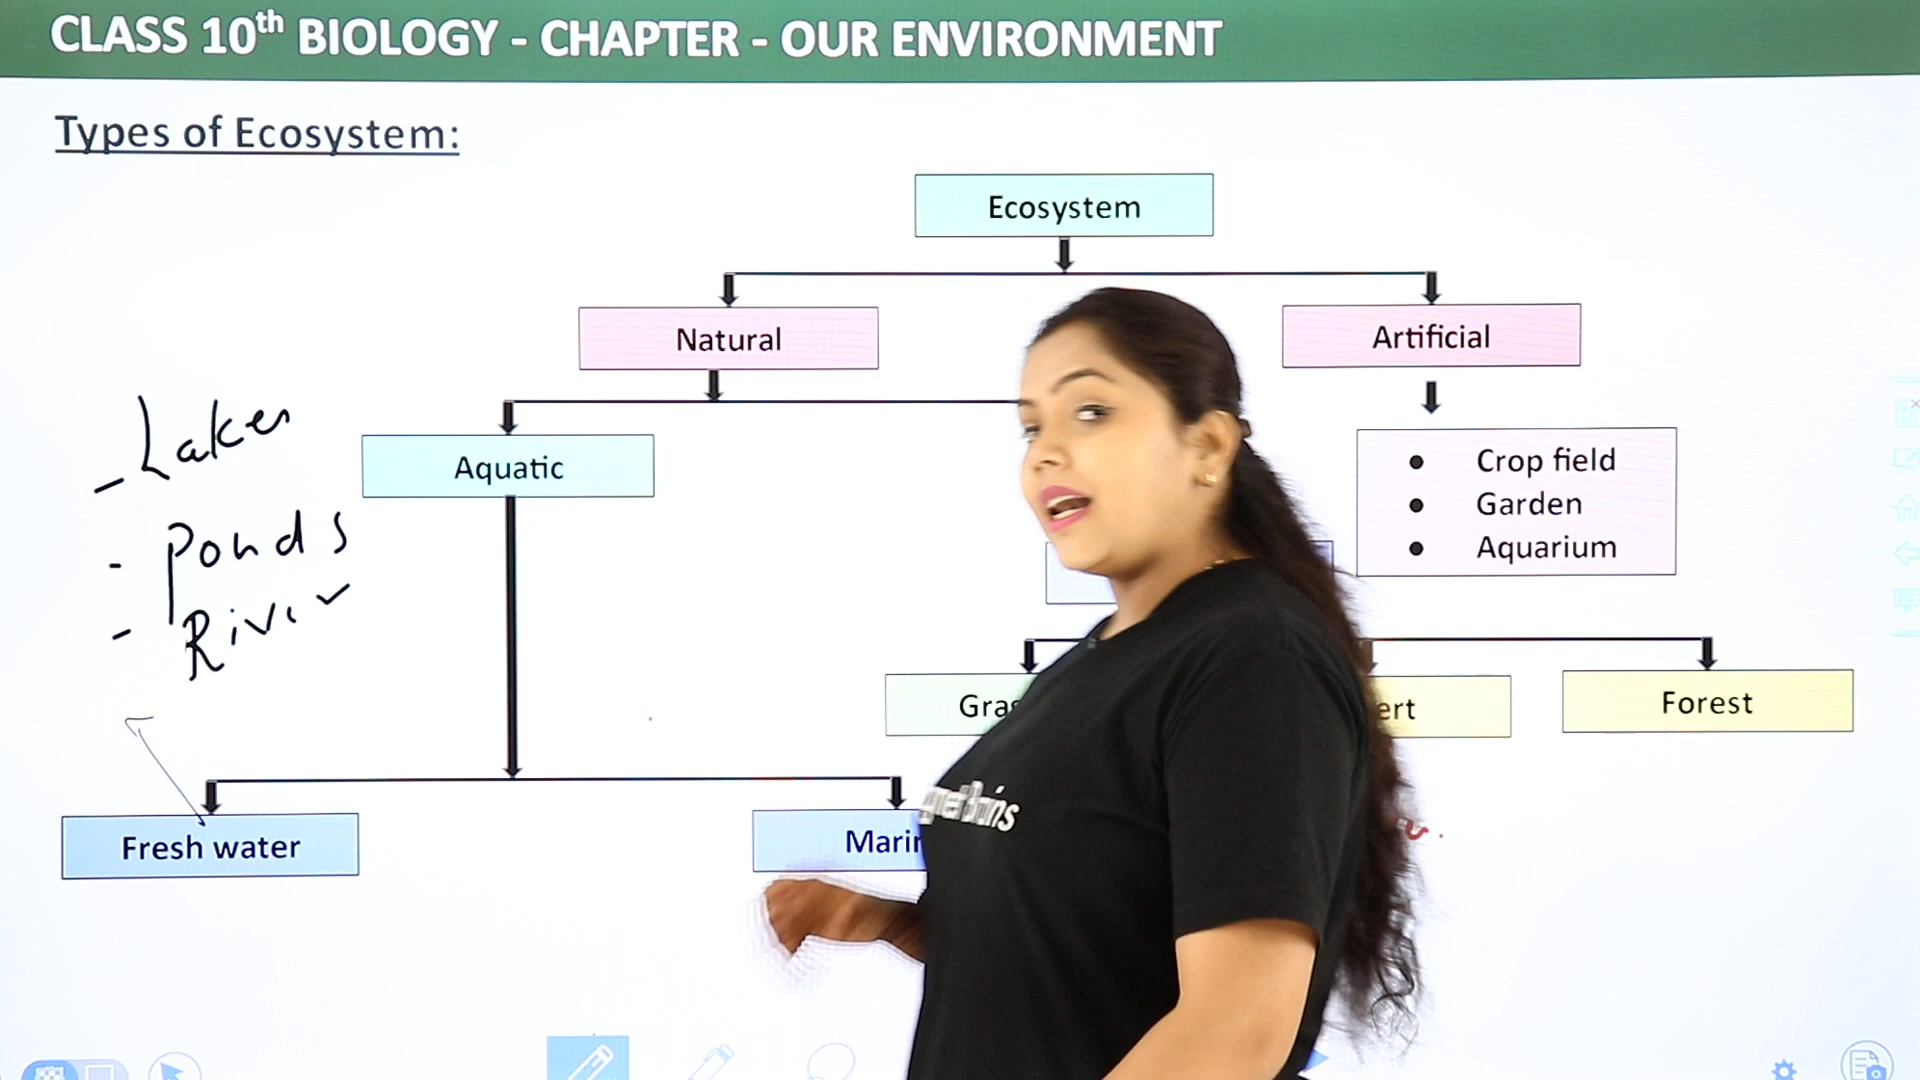 CLASS 10th BIOLOGY - CHAPTER - OUR ENVIRONMENT
Types of Ecosystem:
Ecosystem
Natural
Artificial
- Lakes
Aquatic
• Crop field
• Garden
• Aquarium
- Ponds
- River
Forest
Fresh water